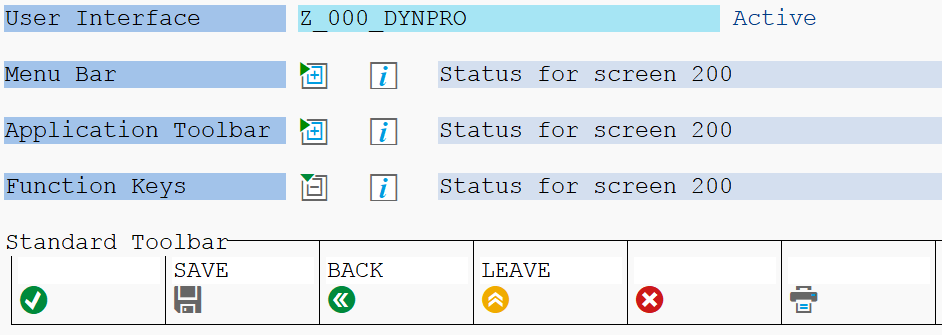 User Interface Z_000_DYNPRO Active
Menu Bar i Status for screen 200
Application Toolbar i Status for screen 200
Function Keys i Status for screen 200
Standard Toolbar
SAVE BACK LEAVE